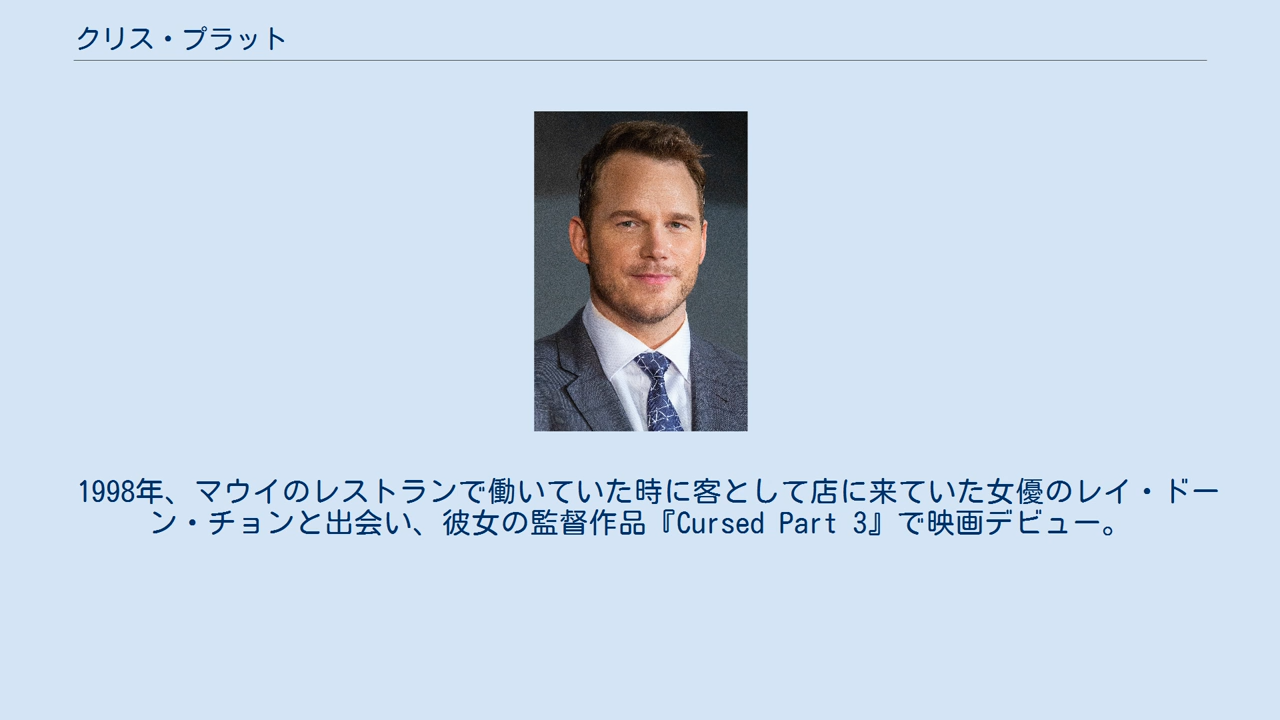 クリス・プラット
1998年、マウイのレストランで働いていた時に客として店に来ていた女優のレイ・ドー
ン・チョンと出会い、彼女の監督作品『Cursed Part 3』で映画デビュー。